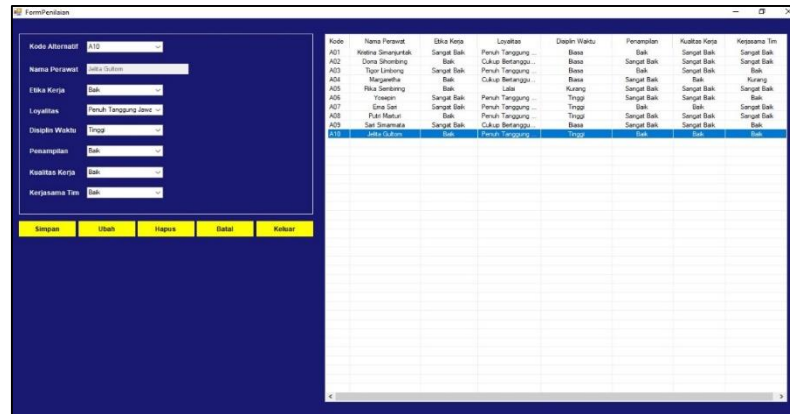 FormPenilaian
Kode Alternatif A10
Nama Perawat Jelita Gultom
Etika Kerja Baik
Loyalitas Penuh Tanggung Jawa
Disiplin Waktu Tinggi
Penampilan Baik
Kualitas Kerja Baik
Kerjasama Tim Baik
Simpan Ubah Hapus Batal Keluar
Kode Nama Perawat Etika Kerja Loyalitas Disiplin Waktu Penampilan Kualitas Kerja Kerjasama Tim
A01 Kristina Simanjuntak Sangat Baik Penuh Tanggung ... Biasa Baik Sangat Baik Sangat Baik
A02 Dorra Sihombing Baik Cukup Bertanggu... Biasa Sangat Baik Sangat Baik Sangat Baik
A03 Tigor Limbong Sangat Baik Penuh Tanggung ... Biasa Baik Sangat Baik Baik
A04 Margaretha Baik Cukup Bertanggu... Biasa Sangat Baik Baik Kurang
A05 Rika Sembiring Baik Lalai Kurang Sangat Baik Sangat Baik Sangat Baik
A06 Yosepin Sangat Baik Penuh Tanggung ... Tinggi Sangat Baik Sangat Baik Baik
A07 Erna Sari Sangat Baik Penuh Tanggung ... Tinggi Baik Sangat Baik Sangat Baik
A08 Putri Maduri Baik Penuh Tanggung ... Tinggi Sangat Baik Sangat Baik Sangat Baik
A09 Sari Sinarmata Sangat Baik Cukup Bertanggu... Biasa Sangat Baik Sangat Baik Baik
A10 Jelita Gultom Baik Penuh Tanggung ... Tinggi Baik Baik Baik